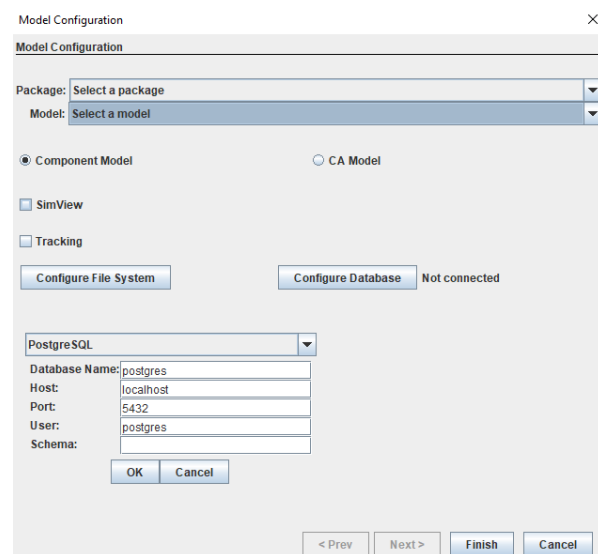 Model Configuration
Model Configuration
Package: Select a package
Model: Select a model
Component Model CA Model
SimView
Tracking
Configure File System Configure Database Not connected
PostgreSQL
Database Name: postgres
Host: localhost
Port: 5432
User: postgres
Schema:
OK Cancel
< Prev Next > Finish Cancel